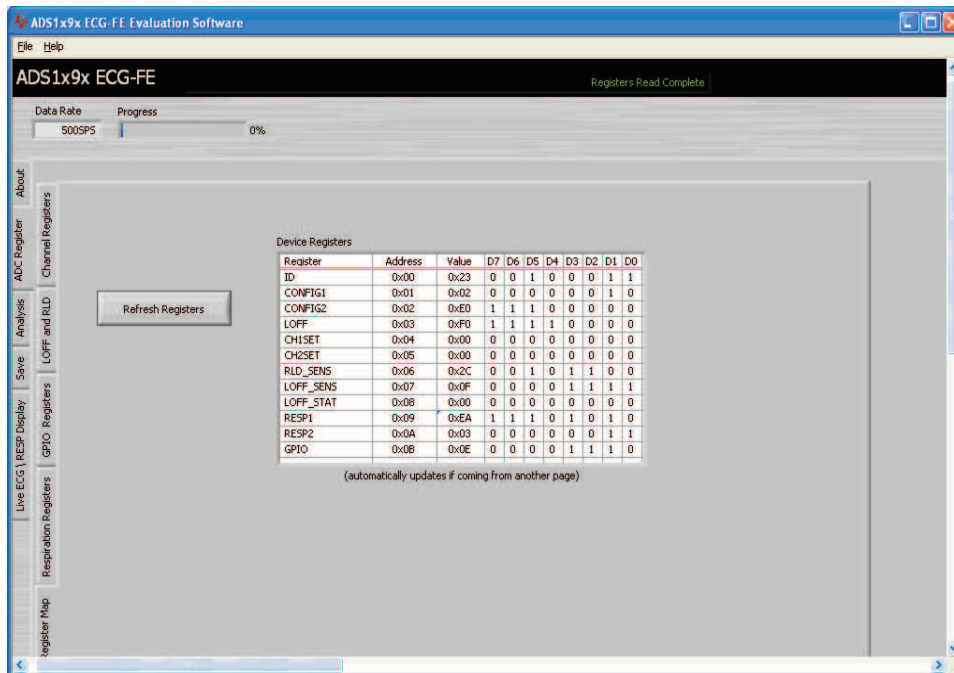 ADS1x9x ECG-FE Evaluation Software
File Help
ADS1x9x ECG-FE
Registers Read Complete
Data Rate Progress
500SPS 0%
About
ADC Register
Analysis
Save
Live ECG \ RESP Display
Channel Registers
LOFF and RLD
GPIO Registers
Respiration Registers
Register Map
Refresh Registers
Device Registers
Register Address Value D7 D6 D5 D4 D3 D2 D1 D0
ID 0x00 0x23 0 0 1 0 0 0 1 1
CONFIG1 0x01 0x02 0 0 0 0 0 0 1 0
CONFIG2 0x02 0xE0 1 1 1 0 0 0 0 0
LOFF 0x03 0xF0 1 1 1 1 0 0 0 0
CH1SET 0x04 0x00 0 0 0 0 0 0 0 0
CH2SET 0x05 0x00 0 0 0 0 0 0 0 0
RLD_SENS 0x06 0x2C 0 0 1 0 1 1 0 0
LOFF_SENS 0x07 0x0F 0 0 0 0 1 1 1 1
LOFF_STAT 0x08 0x00 0 0 0 0 0 0 0 0
RESP1 0x09 0xEA 1 1 1 0 1 0 1 0
RESP2 0x0A 0x03 0 0 0 0 0 0 1 1
GPIO 0x0B 0x0E 0 0 0 0 1 1 1 0
(automatically updates if coming from another page)